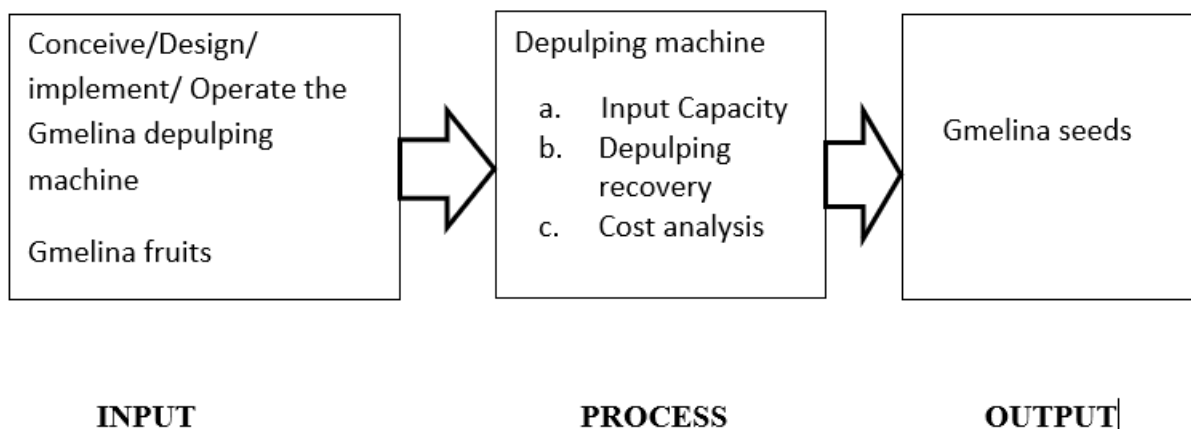 Conceive/Design/
implement/ Operate the
Gmelina depulping
machine
Gmelina fruits
Depulping machine
a. Input Capacity
b. Depulping
recovery
c. Cost analysis
Gmelina seeds
INPUT
PROCESS
OUTPUT